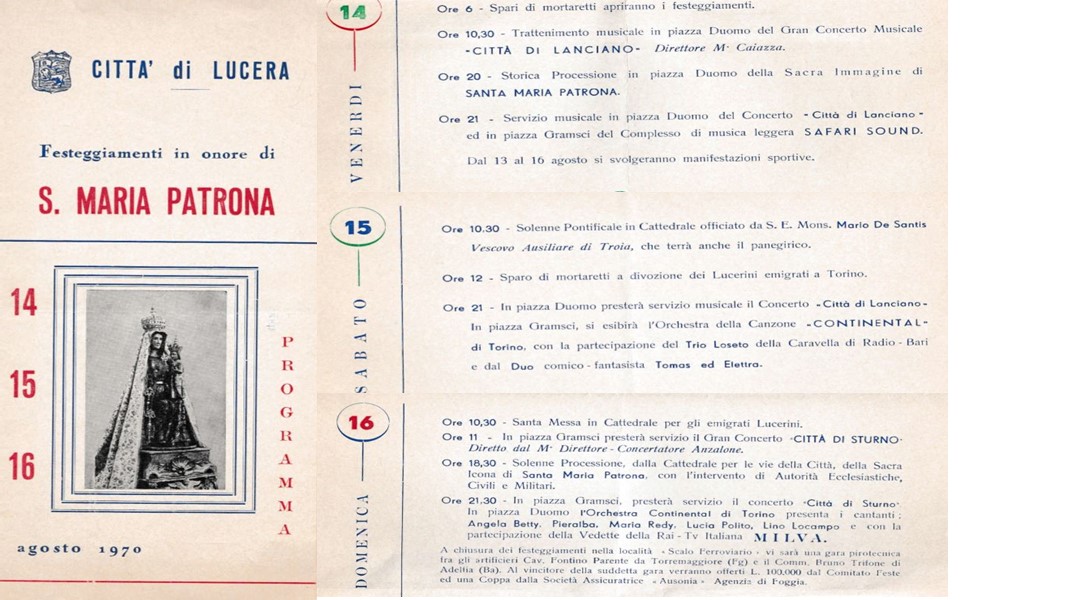 CITTA' di LUCERA
Festeggiamenti in onore di
S. MARIA PATRONA
14
15
16
PROGRAMMA
agosto 1970
14
VENERDI
Ore 6 - Spari di mortaretti apriranno i festeggiamenti.
Ore 10,30 - Trattenimento musicale in piazza Duomo del Gran Concerto Musicale
«CITTÀ DI LANCIANO» Direttore M° Caiazza.
Ore 20 - Storica Processione in piazza Duomo della Sacra Immagine di
SANTA MARIA PATRONA.
Ore 21 - Servizio musicale in piazza Duomo del Concerto «Città di Lanciano»
ed in piazza Gramsci del Complesso di musica leggera SAFARI SOUND.
Dal 13 al 16 agosto si svolgeranno manifestazioni sportive.
15
SABATO
Ore 10.30 - Solenne Pontificale in Cattedrale officiato da S. E. Mons. Mario De Santis
Vescovo Ausiliare di Troia, che terrà anche il panegirico.
Ore 12 - Sparo di mortaretti a divozione dei Lucerini emigrati a Torino.
Ore 21 - In piazza Duomo presterà servizio musicale il Concerto «Città di Lanciano»
In piazza Gramsci, si esibirà l'Orchestra della Canzone «CONTINENTAL»
di Torino, con la partecipazione del Trio Loseto della Caravella di Radio - Bari
e dal Duo comico - fantasista Tomas ed Elettra.
16
DOMENICA
Ore 10,30 - Santa Messa in Cattedrale per gli emigrati Lucerini.
Ore 11 - In piazza Gramsci presterà servizio il Gran Concerto «CITTÀ DI STURNO»
Diretto dal M° Direttore - Concertatore Anzalone.
Ore 18,30 - Solenne Processione, dalla Cattedrale per le vie della Città, della Sacra
Icona di Santa Maria Patrona, con l'intervento di Autorità Ecclesiastiche,
Civili e Militari.
Ore 21,30 - In piazza Gramsci, presterà servizio il concerto «Città di Sturno»
In piazza Duomo l'Orchestra Continental di Torino presenta i cantanti:
Angela Betty, Pieralba, Maria Redy, Lucia Polito, Lino Locampo e con la
partecipazione della Vedette della Rai - Tv Italiana MILVA.
A chiusura dei festeggiamenti nella località «Scalo Ferroviario» vi sarà una gara pirotecnica
fra gli artificieri Cav. Fontino Parente da Torremaggiore (Fg) e il Comm. Bruno Trifone di
Adelfia (Ba). Al vincitore della suddetta gara verranno offerti L. 100.000 dal Comitato Feste
ed una Coppa dalla Società Assicuratrice «Ausonia» Agenzia di Foggia.